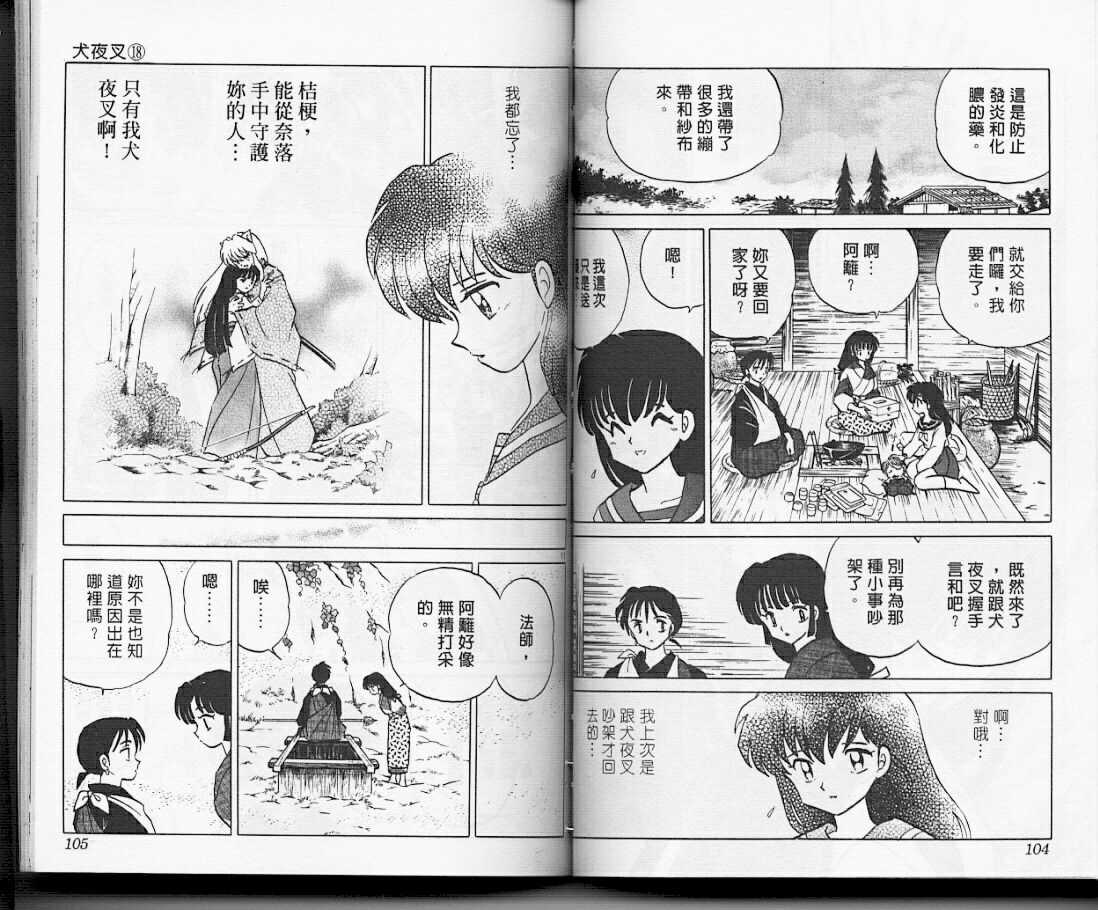 這是防止
發炎和化
膿的藥。
我還帶了
很多的繃
帶和紗布
來。
就交給你
們囉，我
要走了。
啊…
阿籬？
妳又要回
家了呀？
嗯！
我這次
只是
既然來了
，就跟犬
夜叉握手
言和吧？
別再為那
種小事吵
架了。
啊…
對哦…
我上次是
跟犬夜叉
吵架才回
去的…
104
犬夜叉⑱
我都忘了…
桔梗，
能從奈落
手中守護
妳的人…
只有我犬
夜叉啊！
法師，
阿籬好像
無精打采
的。
唉……
嗯……
妳不是也知
道原因出在
哪裡嗎？
105